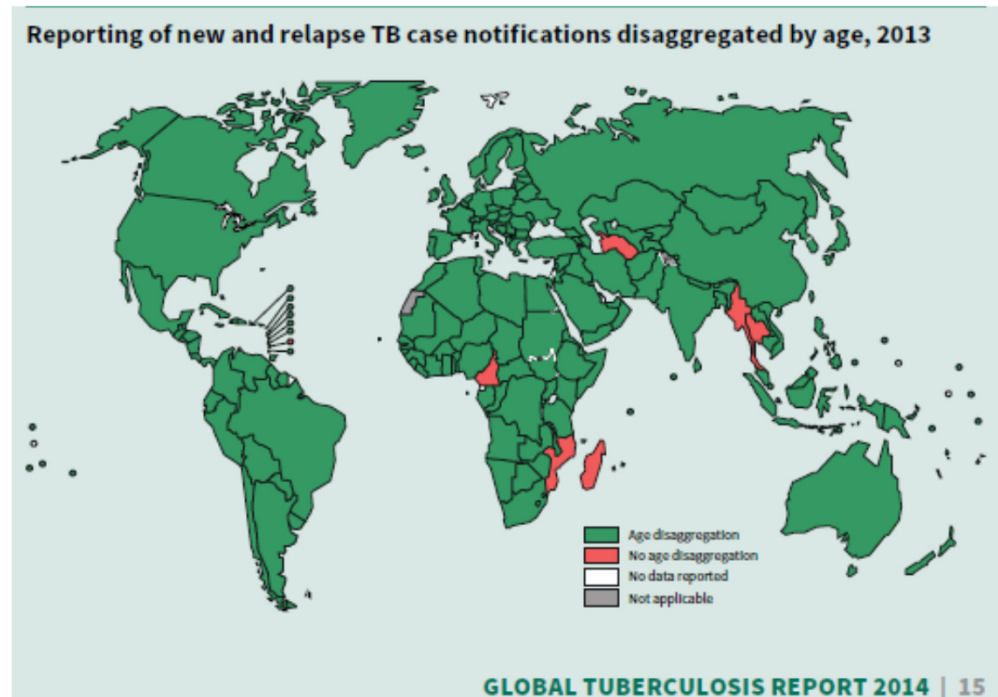 Reporting of new and relapse TB case notifications disaggregated by age, 2013
Age disaggregation
No age disaggregation
No data reported
Not applicable
GLOBAL TUBERCULOSIS REPORT 2014 | 15